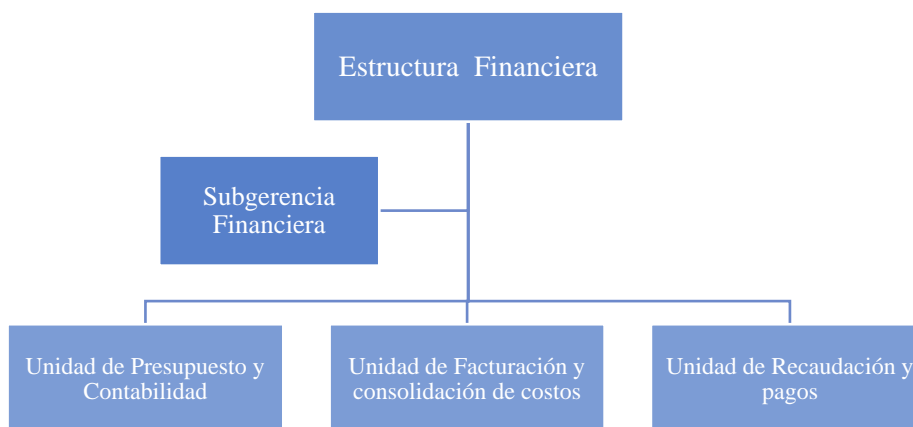 Estructura Financiera
Subgerencia
Financiera
Unidad de Presupuesto y
Contabilidad
Unidad de Facturación y
consolidación de costos
Unidad de Recaudación y
pagos